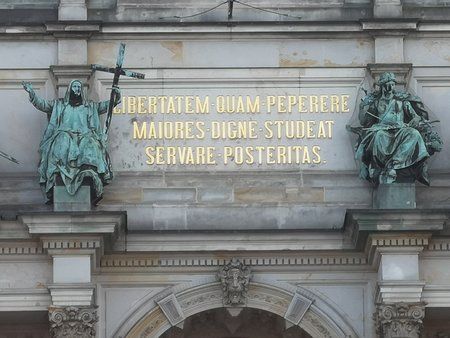 LIBERTATEM·QUAM·PEPERERE
MAIORES·DIGNE·STUDEAT
SERVARE·POSTERITAS.